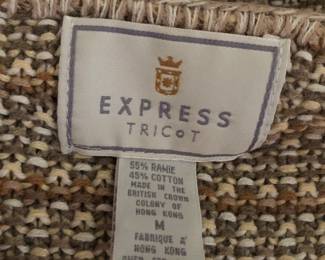 EXPRESS
TRICOT
55% RAMIE
45% COTTON
MADE IN THE
BRITISH CROWN
COLONY OF
HONG KONG
M
FABRIQUE A'
HONG KONG